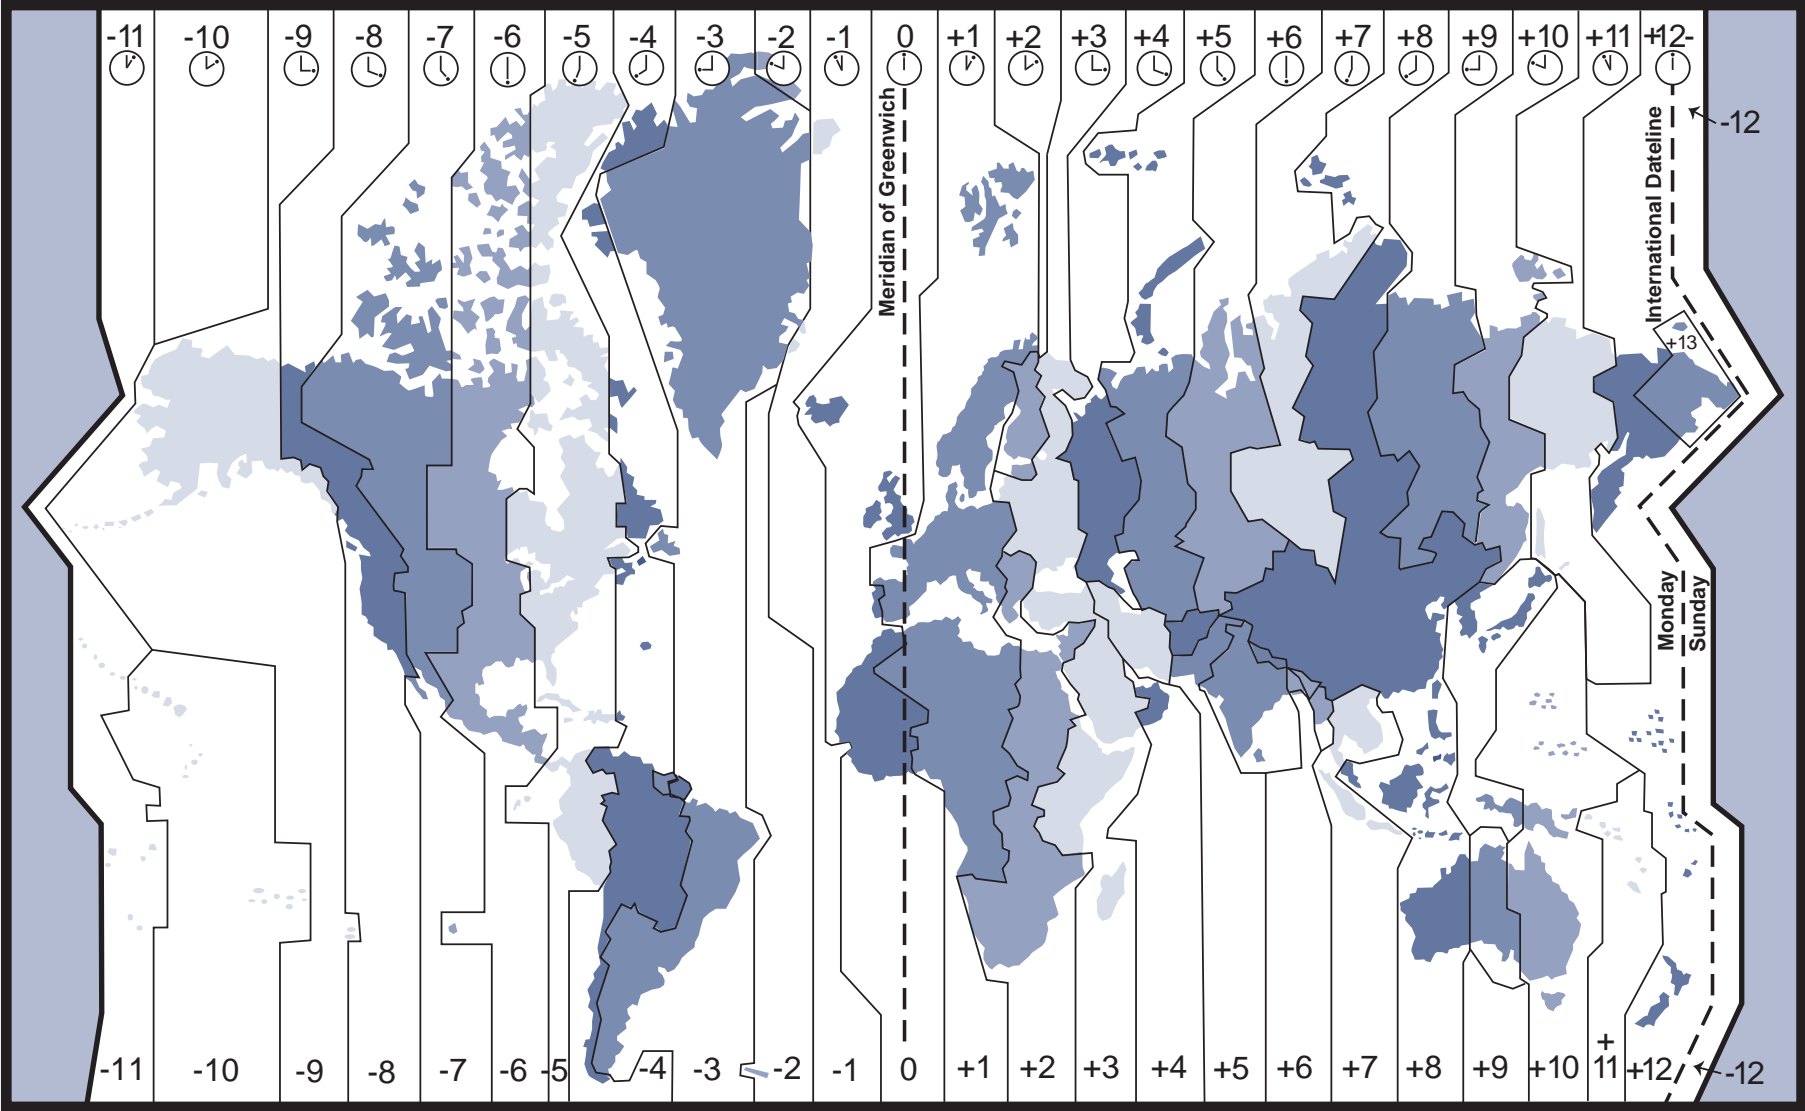 -11 -10 -9 -8 -7 -6 -5 -4 -3 -2 -1 0 +1 +2 +3 +4 +5 +6 +7 +8 +9 +10 +11 +12-
-12
Meridian of Greenwich
International Dateline
+13
Monday
Sunday
-11 -10 -9 -8 -7 -6 -5 -4 -3 -2 -1 0 +1 +2 +3 +4 +5 +6 +7 +8 +9 +10 +11 +12 -12